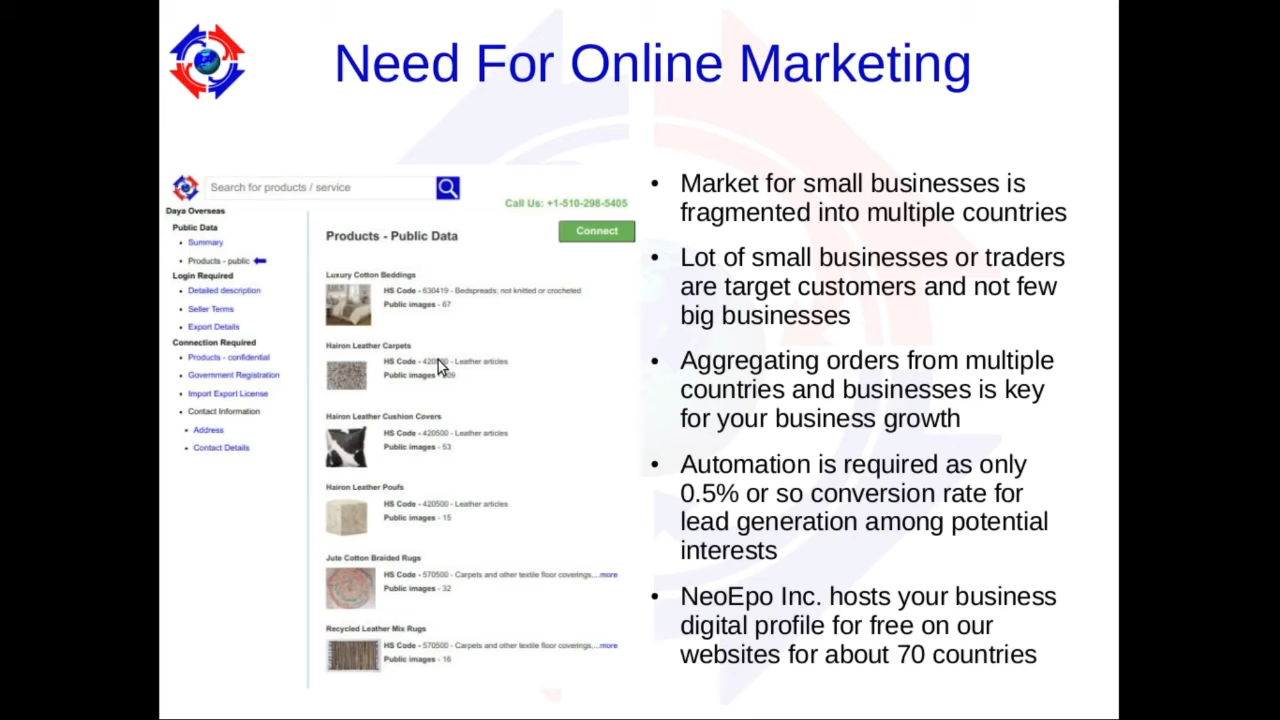 Need For Online Marketing
Search for products / service
Call Us: +1-510-298-5405
Daya Overseas
Public Data
• Summary
• Products - public
Login Required
• Detailed description
• Seller Terms
• Export Details
Connection Required
• Products - confidential
• Government Registration
• Import Export License
• Contact Information
• Address
• Contact Details
Products - Public Data
Connect
Luxury Cotton Beddings
HS Code - 630419 - Bedspreads; not knitted or crocheted
Public images - 67
Hairon Leather Carpets
HS Code - - Leather articles
Public images -
Hairon Leather Cushion Covers
HS Code - 420500 - Leather articles
Public images - 53
Hairon Leather Poufs
HS Code - 420500 - Leather articles
Public images - 15
Jute Cotton Braided Rugs
HS Code - 570500 - Carpets and other textile floor coverings,...more
Public images - 32
Recycled Leather Mix Rugs
HS Code - 570500 - Carpets and other textile floor coverings,...more
Public images - 16
• Market for small businesses is
fragmented into multiple countries
• Lot of small businesses or traders
are target customers and not few
big businesses
• Aggregating orders from multiple
countries and businesses is key
for your business growth
• Automation is required as only
0.5% or so conversion rate for
lead generation among potential
interests
• NeoEpo Inc. hosts your business
digital profile for free on our
websites for about 70 countries